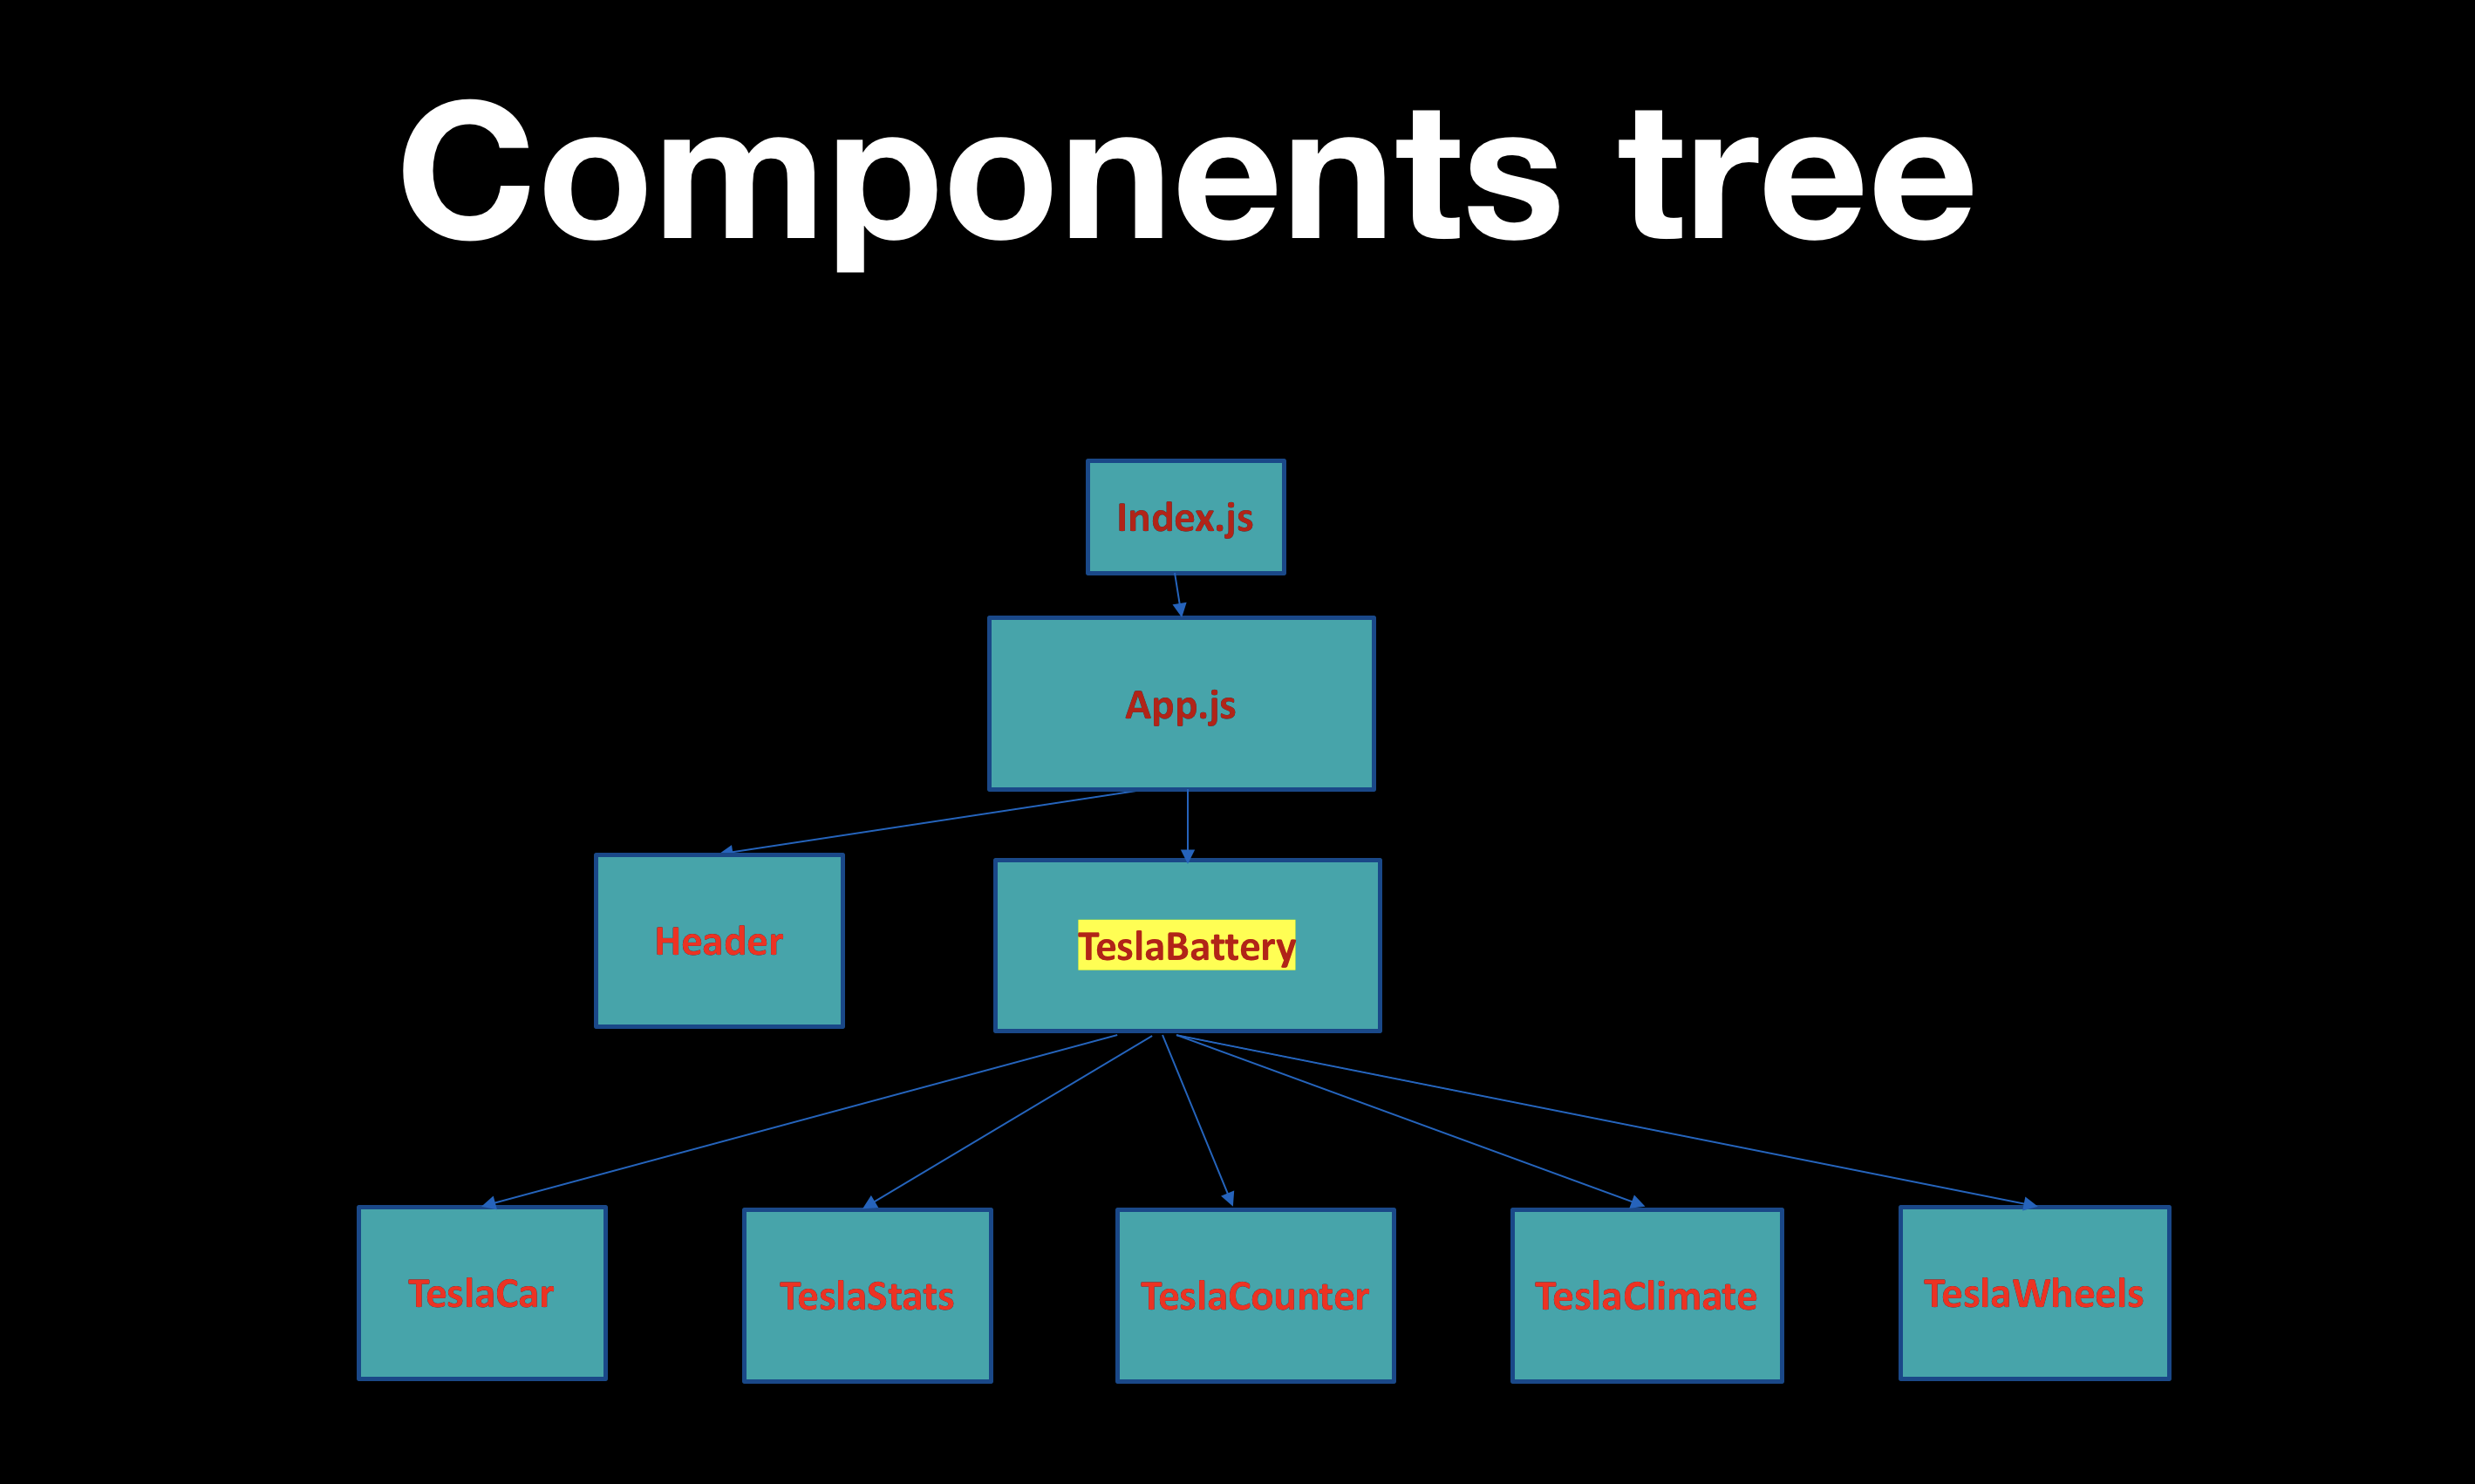 Components tree
Index.js
App.js
Header
TeslaBattery
TeslaCar
TeslaStats
TeslaCounter
TeslaClimate
TeslaWheels